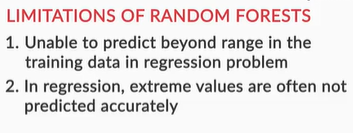 LIMITATIONS OF RANDOM FORESTS
1. Unable to predict beyond range in the
training data in regression problem
2. In regression, extreme values are often not
predicted accurately